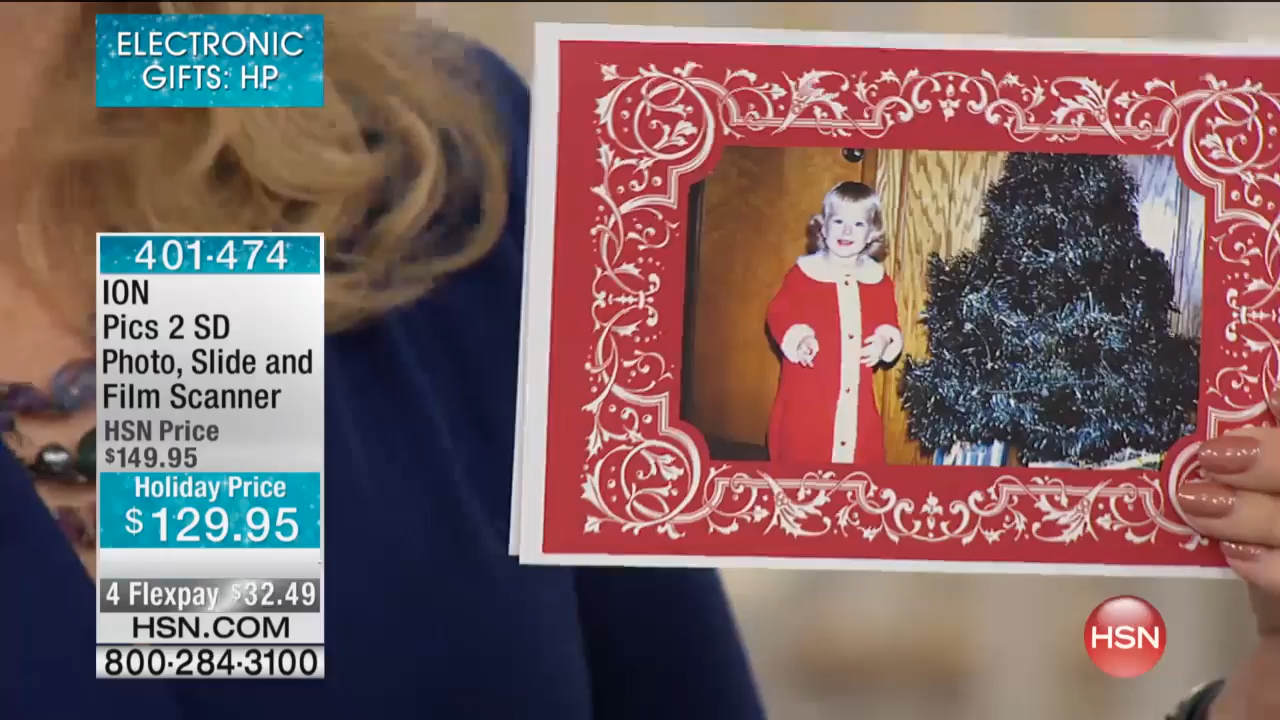 ELECTRONIC
GIFTS: HP
401·474
ION
Pics 2 SD
Photo, Slide and
Film Scanner
HSN Price
$149.95
Holiday Price
$129.95
4 Flexpay $32.49
HSN.COM
800·284·3100
HSN